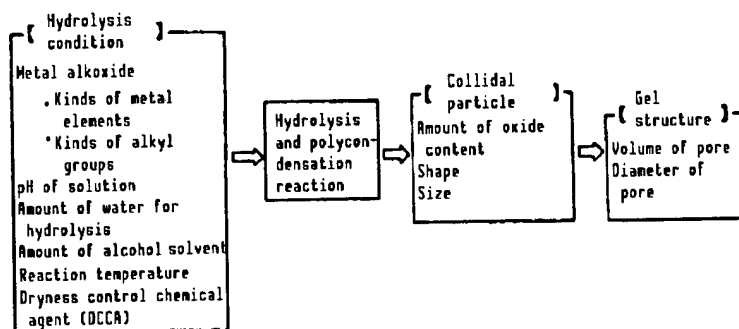 Hydrolysis
condition
Metal alkoxide
.Kinds of metal
elements
·Kinds of alkyl
groups
pH of solution
Amount of water for
hydrolysis
Amount of alcohol solvent
Reaction temperature
Dryness control chemical
agent (DCCA)
Hydrolysis
and polycon-
densation
reaction
Collidal
particle
Amount of oxide
content
Shape
Size
Gel
structure
Volume of pore
Diameter of
pore